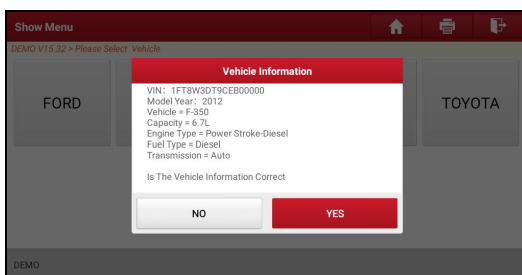 Show Menu
DEMO V15.32 > Please Select Vehicle
FORD
TOYOTA
Vehicle Information
VIN: 1FT8W3DT9CEB00000
Model Year: 2012
Vehicle = F-350
Capacity = 6.7L
Engine Type = Power Stroke-Diesel
Fuel Type = Diesel
Transmission = Auto
Is The Vehicle Information Correct
NO
YES
DEMO